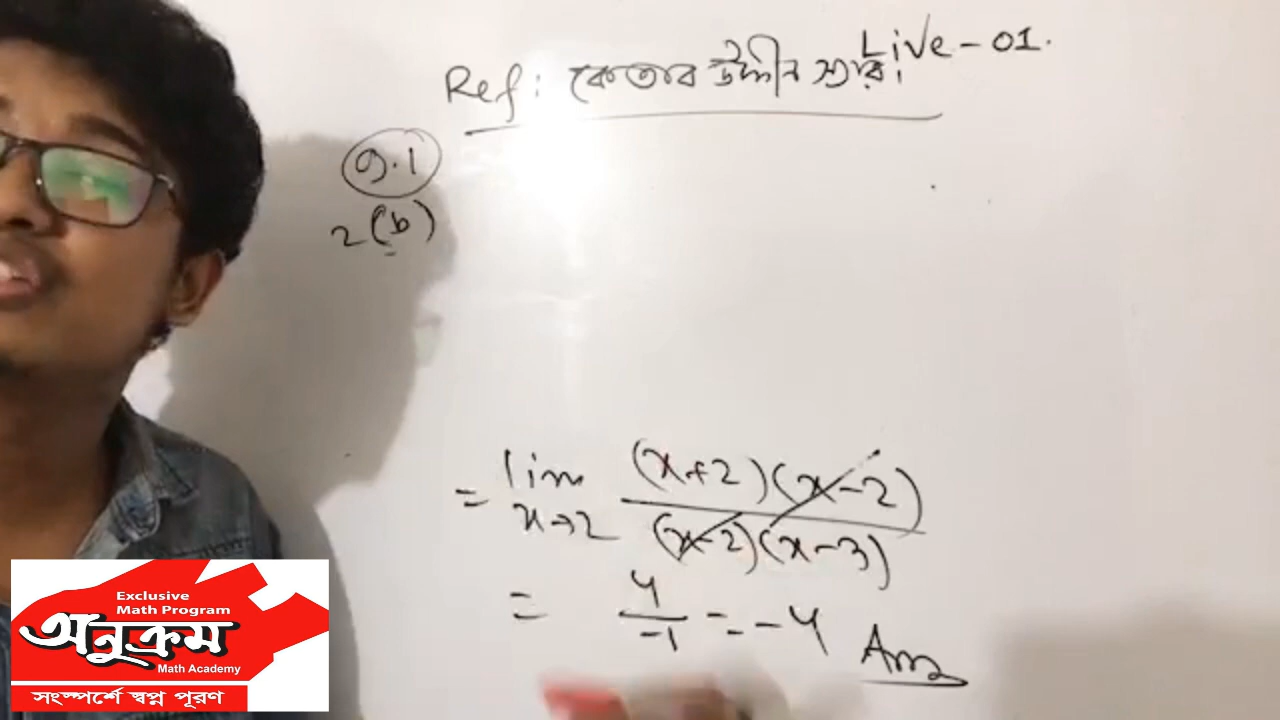 Live-01.
Ref: কেতাব উদ্দীন স্যার।
9.1
2(b)
= lim x→2 (x+2)(x-2) / (x-2)(x-3)
= 4/-1 = -4 Ans
Exclusive
Math Program
অনুক্রম
Math Academy
সংস্পর্শে স্বপ্ন পূরণ